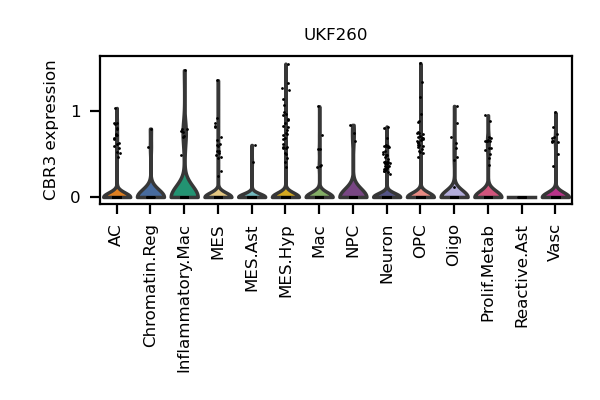 UKF260
CBR3 expression
1
0
AC
Chromatin.Reg
Inflammatory.Mac
MES
MES.Ast
MES.Hyp
Mac
NPC
Neuron
OPC
Oligo
Prolif.Metab
Reactive.Ast
Vasc